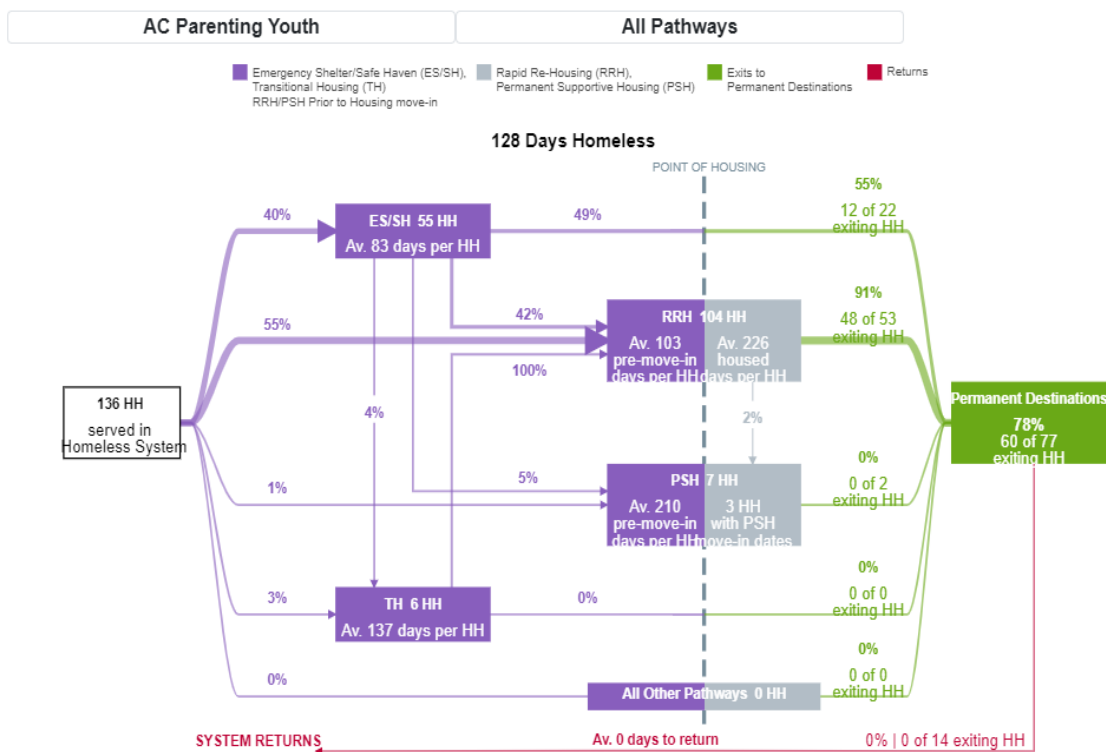 AC Parenting Youth
All Pathways
Emergency Shelter/Safe Haven (ES/SH),
Transitional Housing (TH)
RRH/PSH Prior to Housing move-in
Rapid Re-Housing (RRH),
Permanent Supportive Housing (PSH)
Exits to
Permanent Destinations
Returns
128 Days Homeless
POINT OF HOUSING
40%
ES/SH 55 HH
Av. 83 days per HH
49%
55%
12 of 22
exiting HH
55%
42%
100%
RRH 104 HH
Av. 103
pre-move-in
days per HH
Av. 226
housed
days per HH
91%
48 of 53
exiting HH
136 HH
served in
Homeless System
4%
2%
Permanent Destinations
78%
60 of 77
exiting HH
1%
5%
PSH 7 HH
Av. 210
pre-move-in
days per HH
3 HH
with PSH
move-in dates
0%
0 of 2
exiting HH
3%
TH 6 HH
Av. 137 days per HH
0%
0%
0 of 0
exiting HH
0%
All Other Pathways 0 HH
0%
0 of 0
exiting HH
SYSTEM RETURNS
Av. 0 days to return
0% | 0 of 14 exiting HH